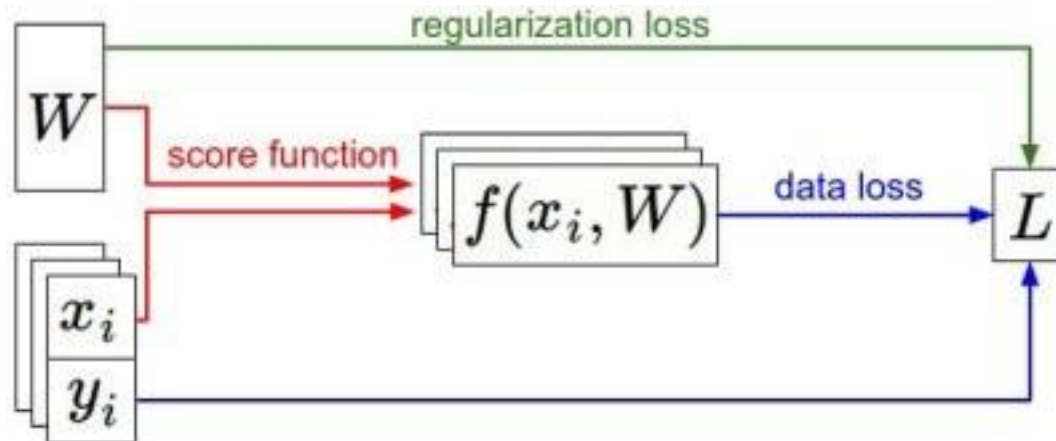 regularization loss
W
score function
f(x_i, W)
data loss
L
x_i
y_i